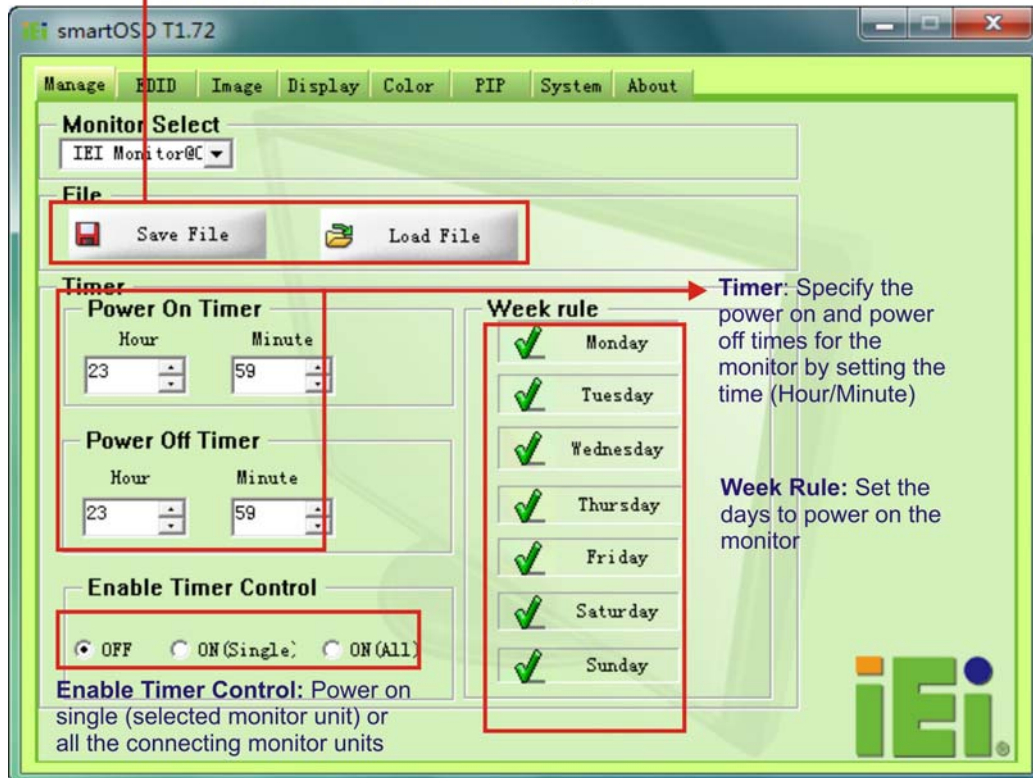 iEi smartOSD T1.72
Manage EDID Image Display Color PIP System About
Monitor Select
IEI Monitor@C
File
Save File Load File
Timer
Power On Timer
Hour Minute
23 59
Power Off Timer
Hour Minute
23 59
Enable Timer Control
OFF ON(Single) ON(All)
Enable Timer Control: Power on
single (selected monitor unit) or
all the connecting monitor units
Week rule
Monday
Tuesday
Wednesday
Thursday
Friday
Saturday
Sunday
Timer: Specify the
power on and power
off times for the
monitor by setting the
time (Hour/Minute)
Week Rule: Set the
days to power on the
monitor
iEi®